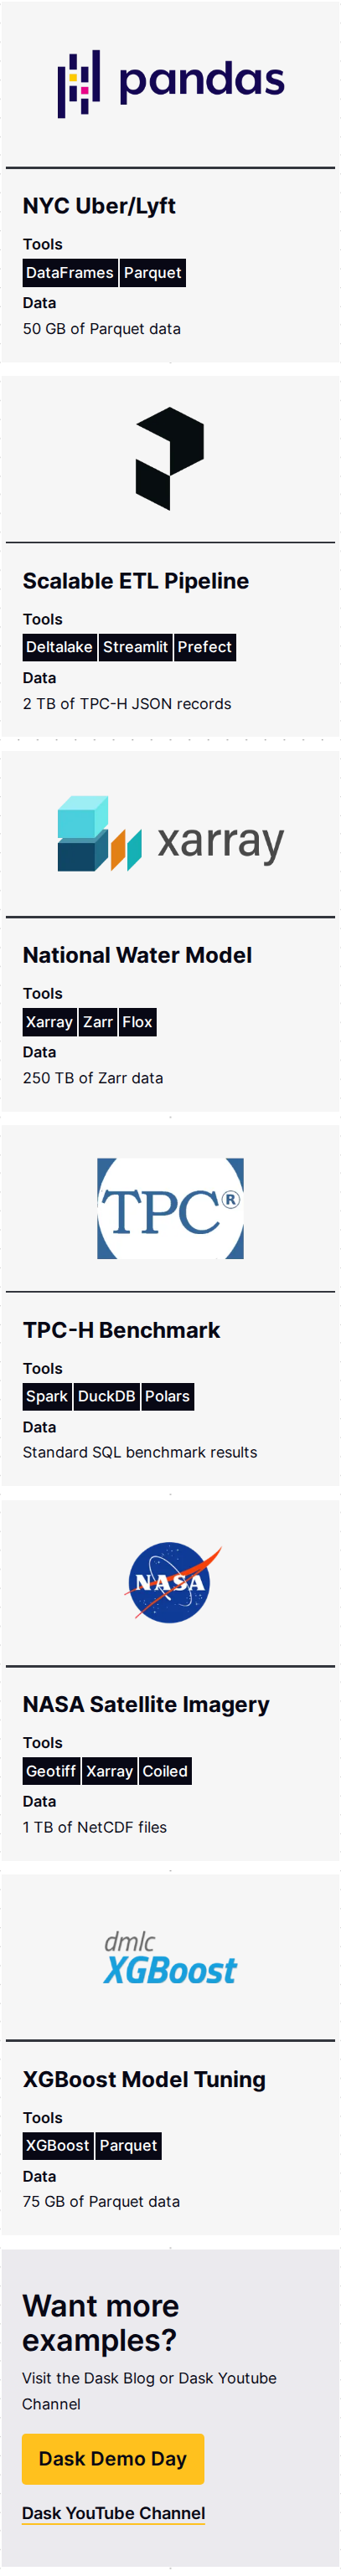 pandas
NYC Uber/Lyft
Tools
DataFrames Parquet
Data
50 GB of Parquet data
Scalable ETL Pipeline
Tools
Deltalake Streamlit Prefect
Data
2 TB of TPC-H JSON records
xarray
National Water Model
Tools
Xarray Zarr Flox
Data
250 TB of Zarr data
TPC®
TPC-H Benchmark
Tools
Spark DuckDB Polars
Data
Standard SQL benchmark results
NASA
NASA Satellite Imagery
Tools
Geotiff Xarray Coiled
Data
1 TB of NetCDF files
dmlc
XGBoost
XGBoost Model Tuning
Tools
XGBoost Parquet
Data
75 GB of Parquet data
Want more
examples?
Visit the Dask Blog or Dask Youtube
Channel
Dask Demo Day
Dask YouTube Channel